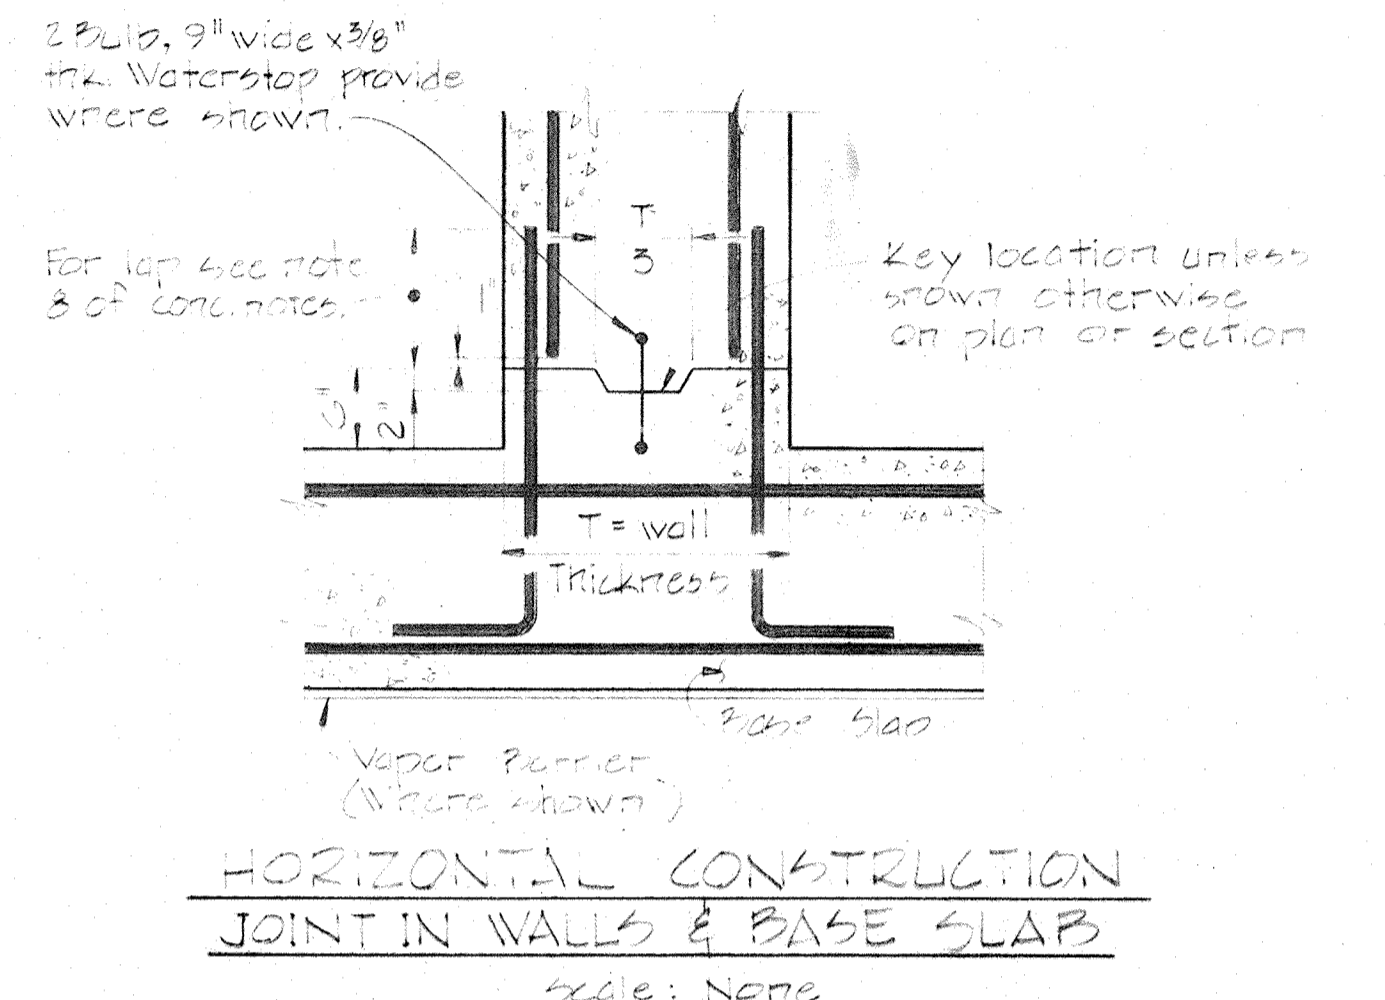 2 Bulb, 9" wide x 3/8"
thk. Waterstop provide
where shown.
T
3
For lap see note
8 of conc. notes.
1"
Key location unless
shown otherwise
on plan or section
6"
2"
T = wall
Thickness
Base Slab
Vapor Barrier
(Where shown)
HORIZONTAL CONSTRUCTION
JOINT IN WALLS & BASE SLAB
Scale: None